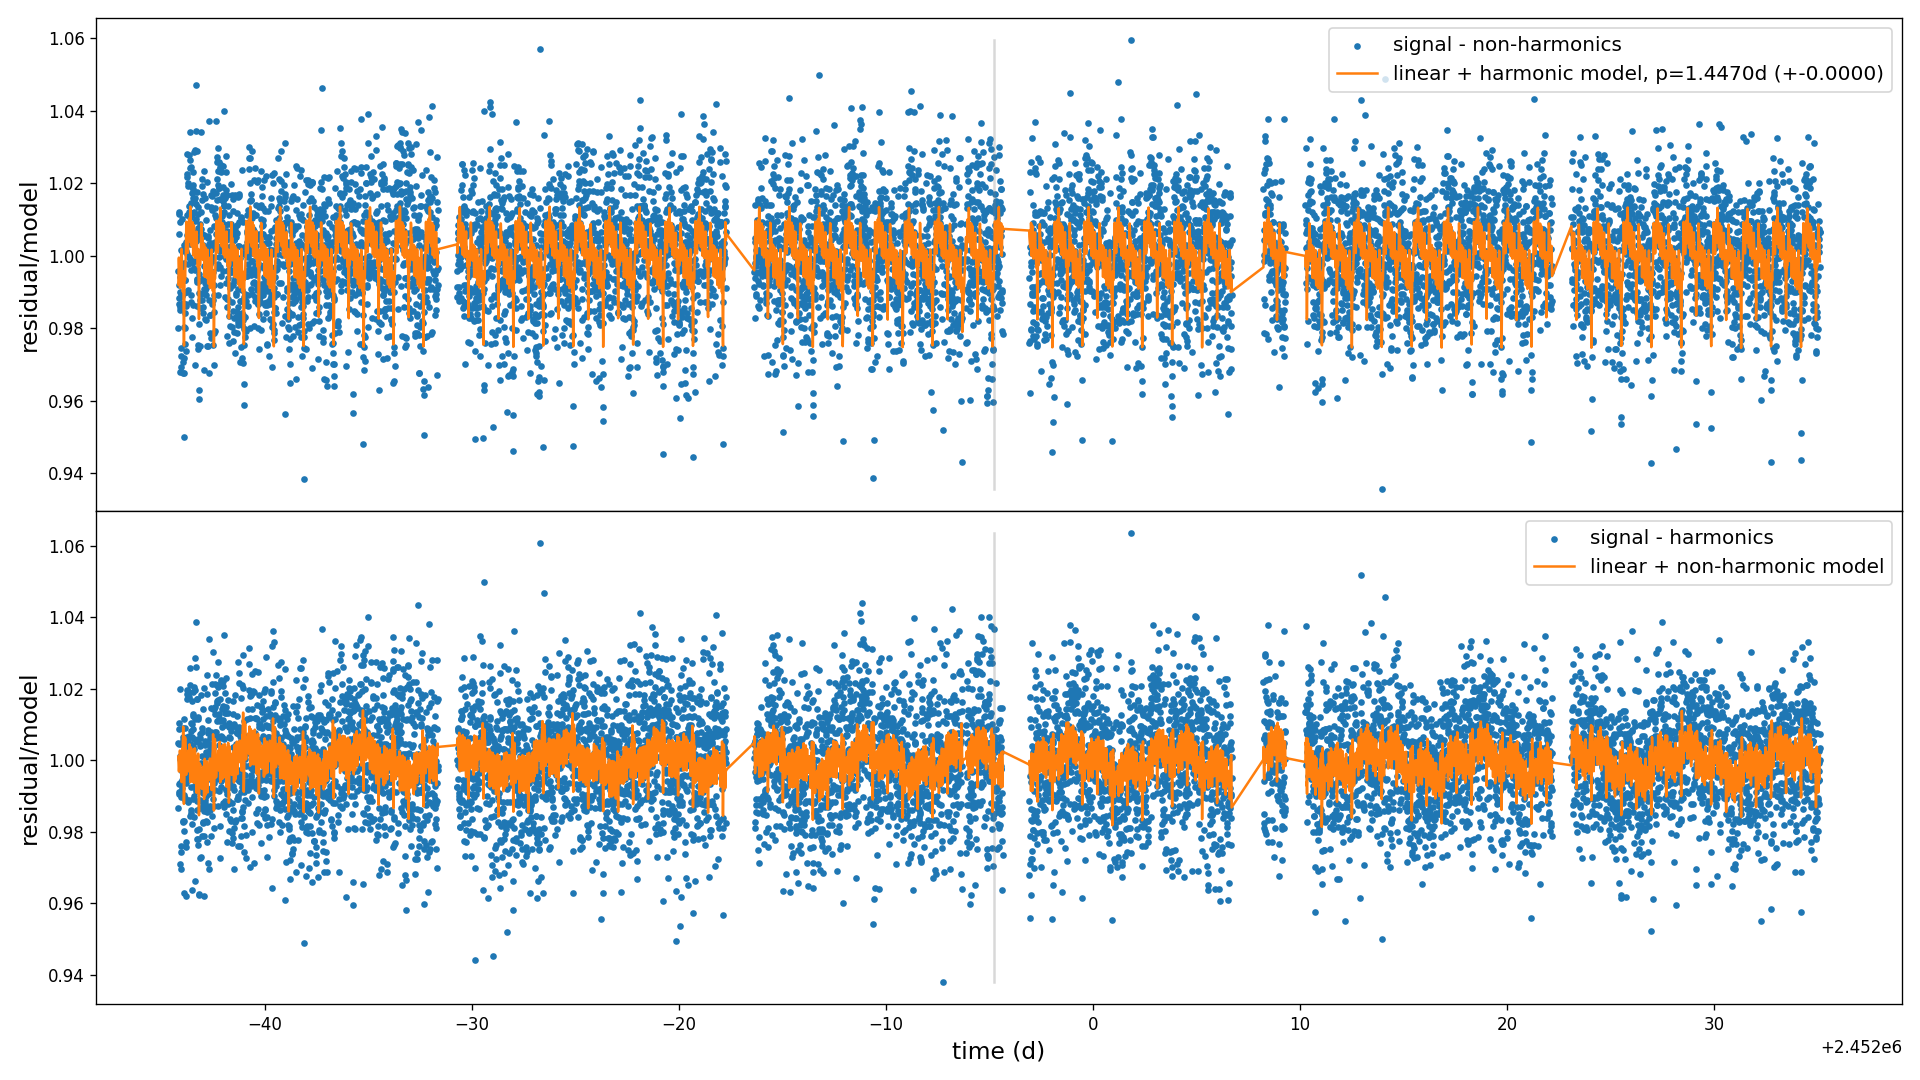 1.06
1.04
1.02
1.00
0.98
0.96
0.94
residual/model
signal - non-harmonics
linear + harmonic model, p=1.4470d (+-0.0000)
1.06
1.04
1.02
1.00
0.98
0.96
0.94
residual/model
signal - harmonics
linear + non-harmonic model
−40 −30 −20 −10 0 10 20 30
time (d)
+2.452e6